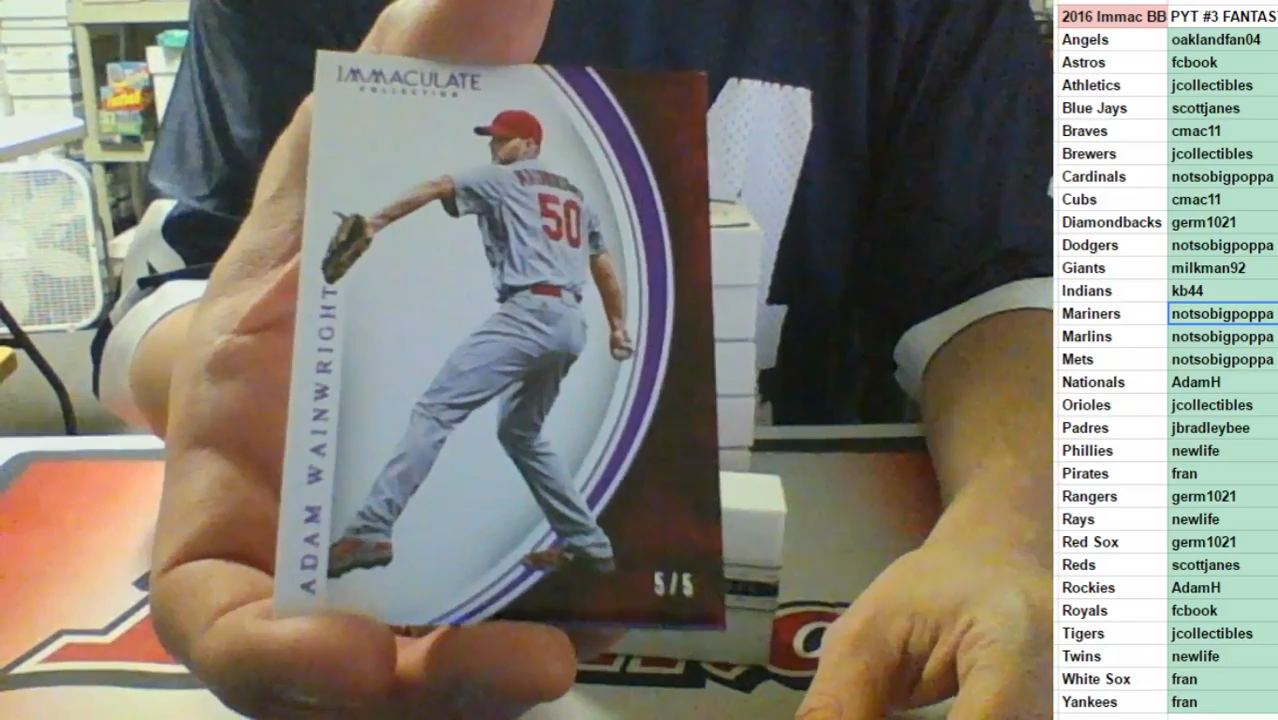 IMMACULATE
COLLECTION
50
ADAM WAINWRIGHT
5/5
2016 Immac BB PYT #3 FANTAS
Angels oaklandfan04
Astros fcbook
Athletics jcollectibles
Blue Jays scottjanes
Braves cmac11
Brewers jcollectibles
Cardinals notsobigpoppa
Cubs cmac11
Diamondbacks germ1021
Dodgers notsobigpoppa
Giants milkman92
Indians kb44
Mariners notsobigpoppa
Marlins notsobigpoppa
Mets notsobigpoppa
Nationals AdamH
Orioles jcollectibles
Padres jbradleybee
Phillies newlife
Pirates fran
Rangers germ1021
Rays newlife
Red Sox germ1021
Reds scottjanes
Rockies AdamH
Royals fcbook
Tigers jcollectibles
Twins newlife
White Sox fran
Yankees fran